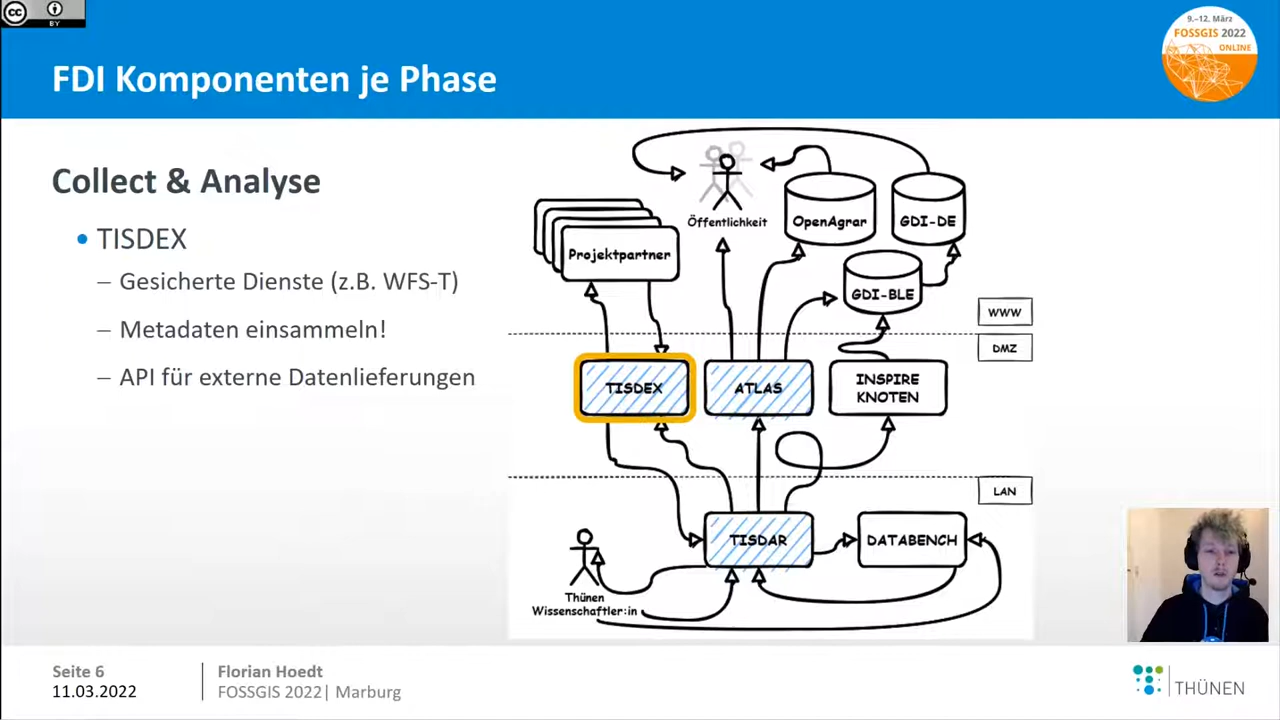 cc
BY
9.–12. März
FOSSGIS 2022
ONLINE
FDI Komponenten je Phase
Collect & Analyse
• TISDEX
– Gesicherte Dienste (z.B. WFS-T)
– Metadaten einsammeln!
– API für externe Datenlieferungen
Öffentlichkeit
OpenAgrar
GDI-DE
Projektpartner
GDI-BLE
WWW
DMZ
TISDEX
ATLAS
INSPIRE
KNOTEN
LAN
TISDAR
DATABENCH
Thünen
Wissenschaftler:in
Seite 6
11.03.2022
Florian Hoedt
FOSSGIS 2022| Marburg
THÜNEN